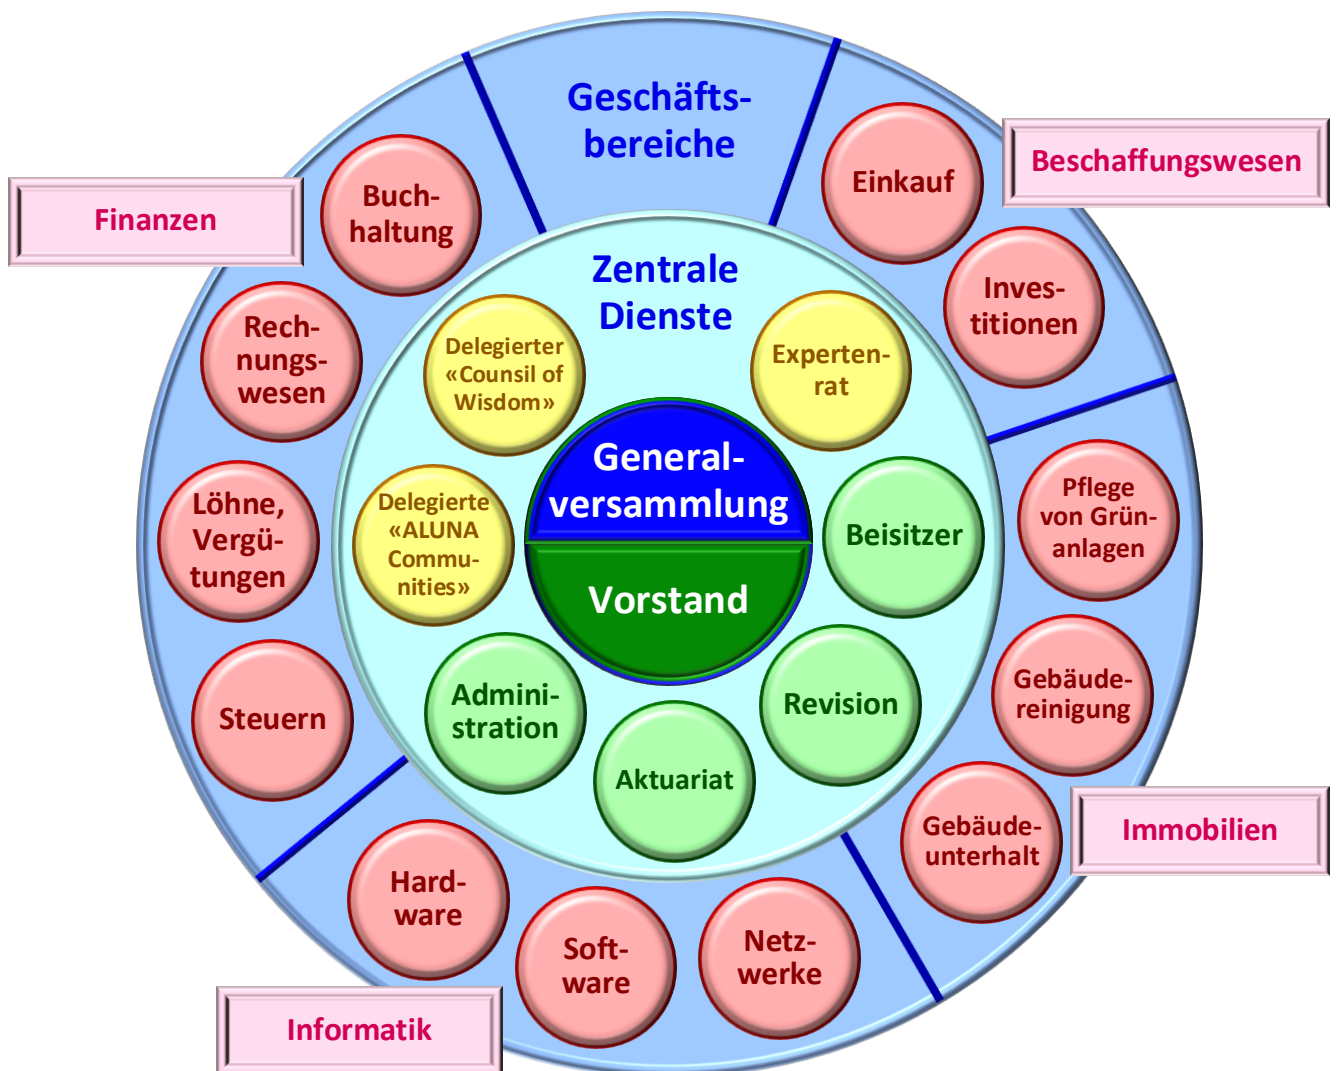 Geschäfts-
bereiche
Beschaffungswesen
Einkauf
Inves-
titionen
Finanzen
Buch-
haltung
Rech-
nungs-
wesen
Löhne,
Vergü-
tungen
Steuern
Zentrale
Dienste
Delegierter
«Counsil of
Wisdom»
Experten-
rat
Delegierte
«ALUNA
Commu-
nities»
General-
versammlung
Vorstand
Beisitzer
Admini-
stration
Aktuariat
Revision
Pflege
von Grün-
anlagen
Gebäude-
reinigung
Gebäude-
unterhalt
Immobilien
Hard-
ware
Soft-
ware
Netz-
werke
Informatik